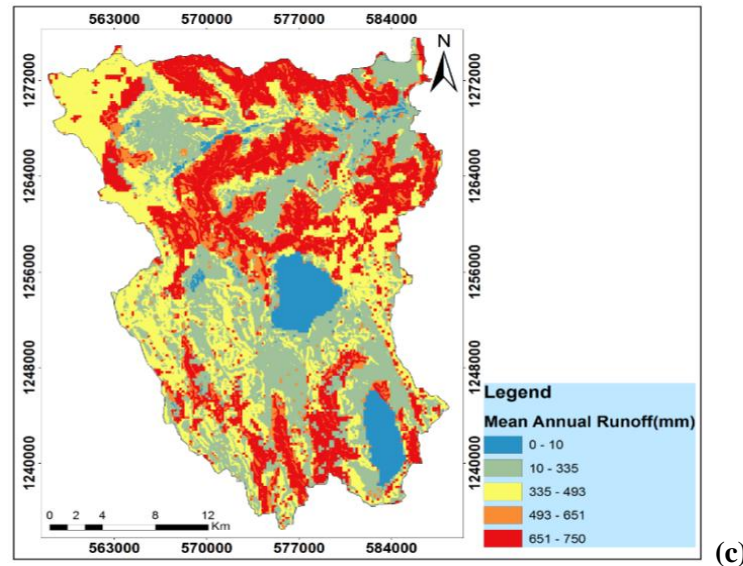 563000 570000 577000 584000
N
1272000 1272000
1264000 1264000
1256000 1256000
1248000 1248000
1240000 1240000
Legend
Mean Annual Runoff(mm)
0 - 10
10 - 335
335 - 493
493 - 651
651 - 750
0 2 4 8 12
Km
563000 570000 577000 584000
(c)